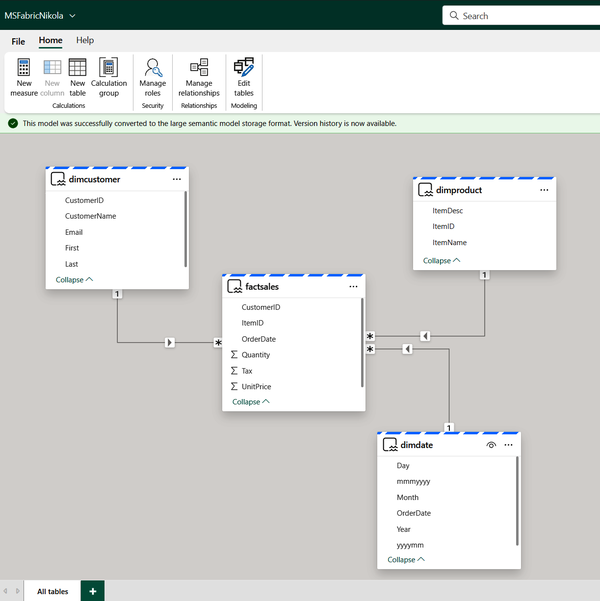 MSFabricNikola
Search
File Home Help
New measure
New column
New table
Calculation group
Manage roles
Manage relationships
Edit tables
Calculations
Security
Relationships
Modeling
This model was successfully converted to the large semantic model storage format. Version history is now available.
dimcustomer
CustomerID
CustomerName
Email
First
Last
Collapse
1
dimproduct
ItemDesc
ItemID
ItemName
Collapse
1
factsales
CustomerID
ItemID
OrderDate
Σ Quantity
Σ Tax
Σ UnitPrice
Collapse
*
*
*
1
dimdate
Day
mmmyyyy
Month
OrderDate
Year
yyyymm
Collapse
All tables
+